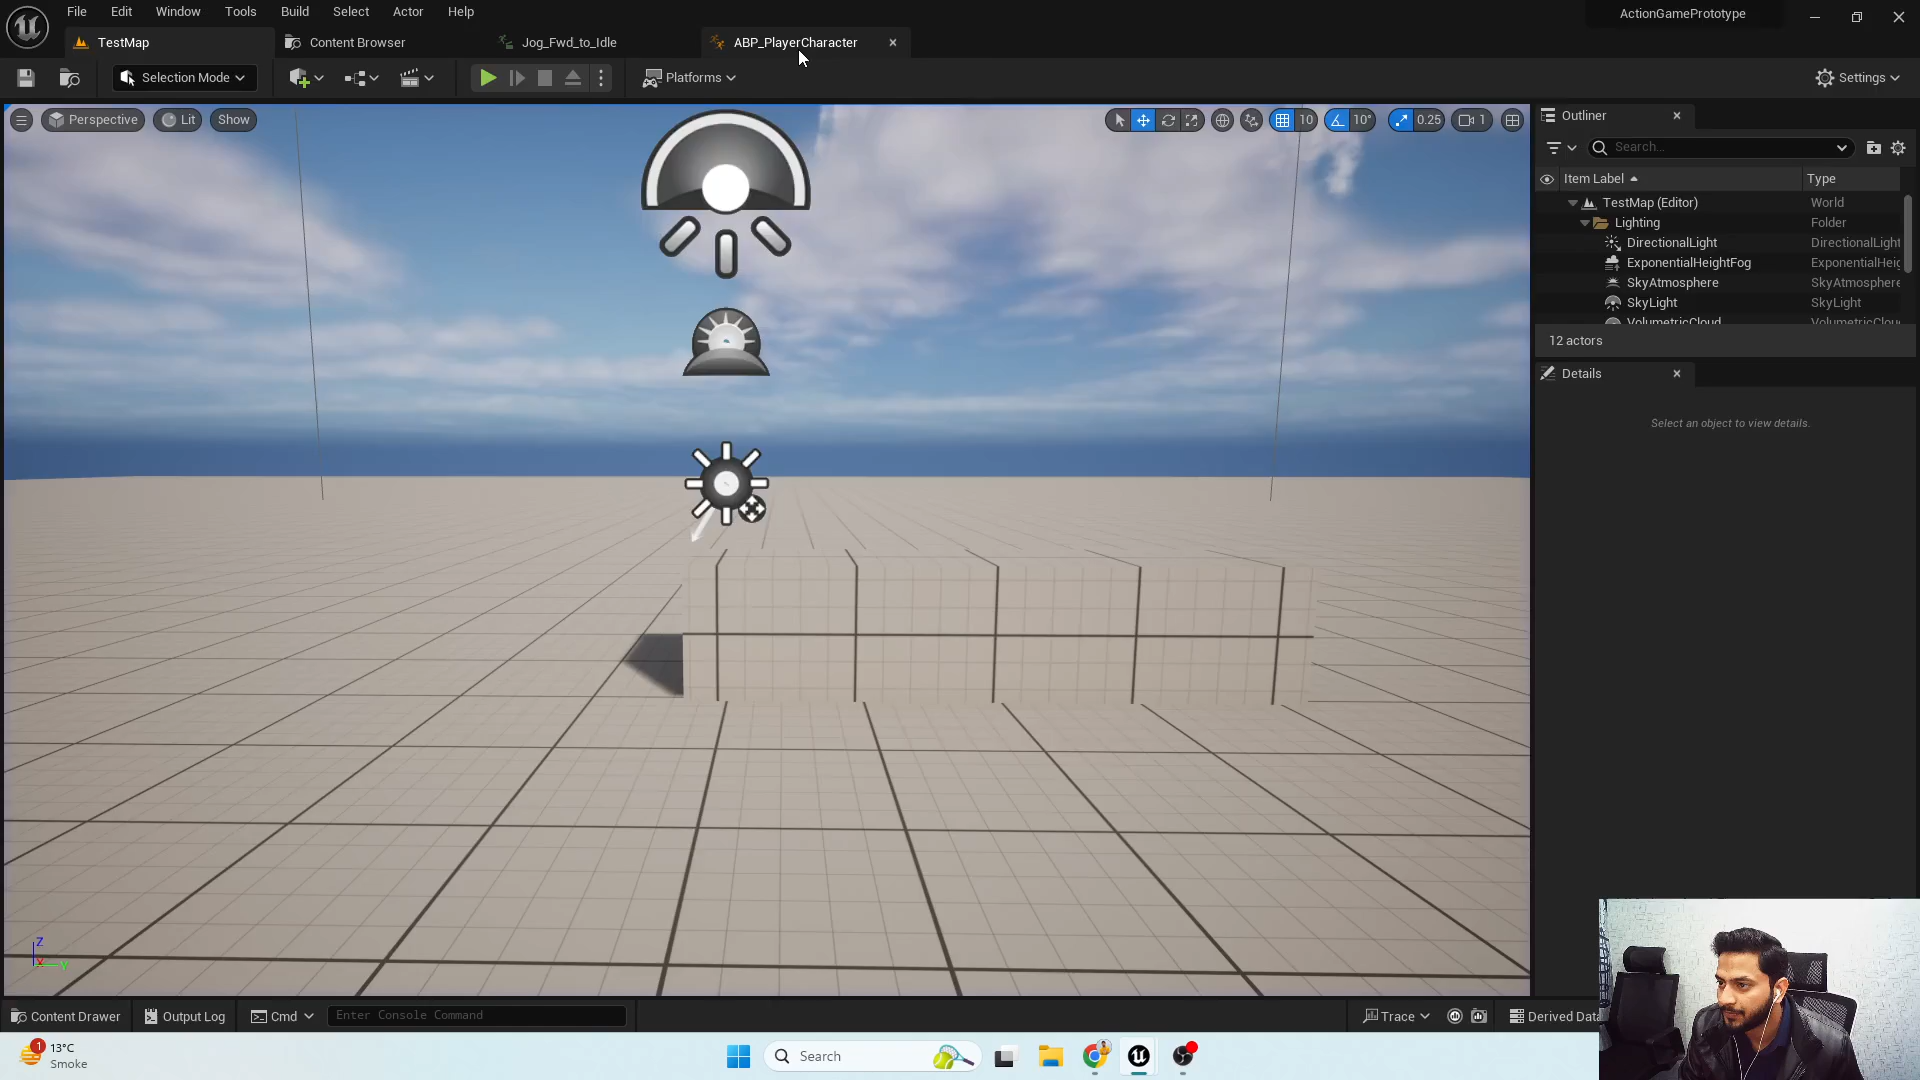 File Edit Window Tools Build Select Actor Help
ActionGamePrototype
TestMap
Content Browser
Jog_Fwd_to_Idle
ABP_PlayerCharacter
Selection Mode
Platforms
Settings
Perspective
Lit
Show
10
10°
0.25
1
Outliner
Search...
Item Label
Type
TestMap (Editor)
World
Lighting
Folder
DirectionalLight
DirectionalLight
ExponentialHeightFog
ExponentialHeig
SkyAtmosphere
SkyAtmosphere
SkyLight
SkyLight
VolumetricCloud
VolumetricClou
12 actors
Details
Select an object to view details.
Z
X
Y
Content Drawer
Output Log
Cmd
Enter Console Command
Trace
Derived Data
1
13°C
Smoke
Search